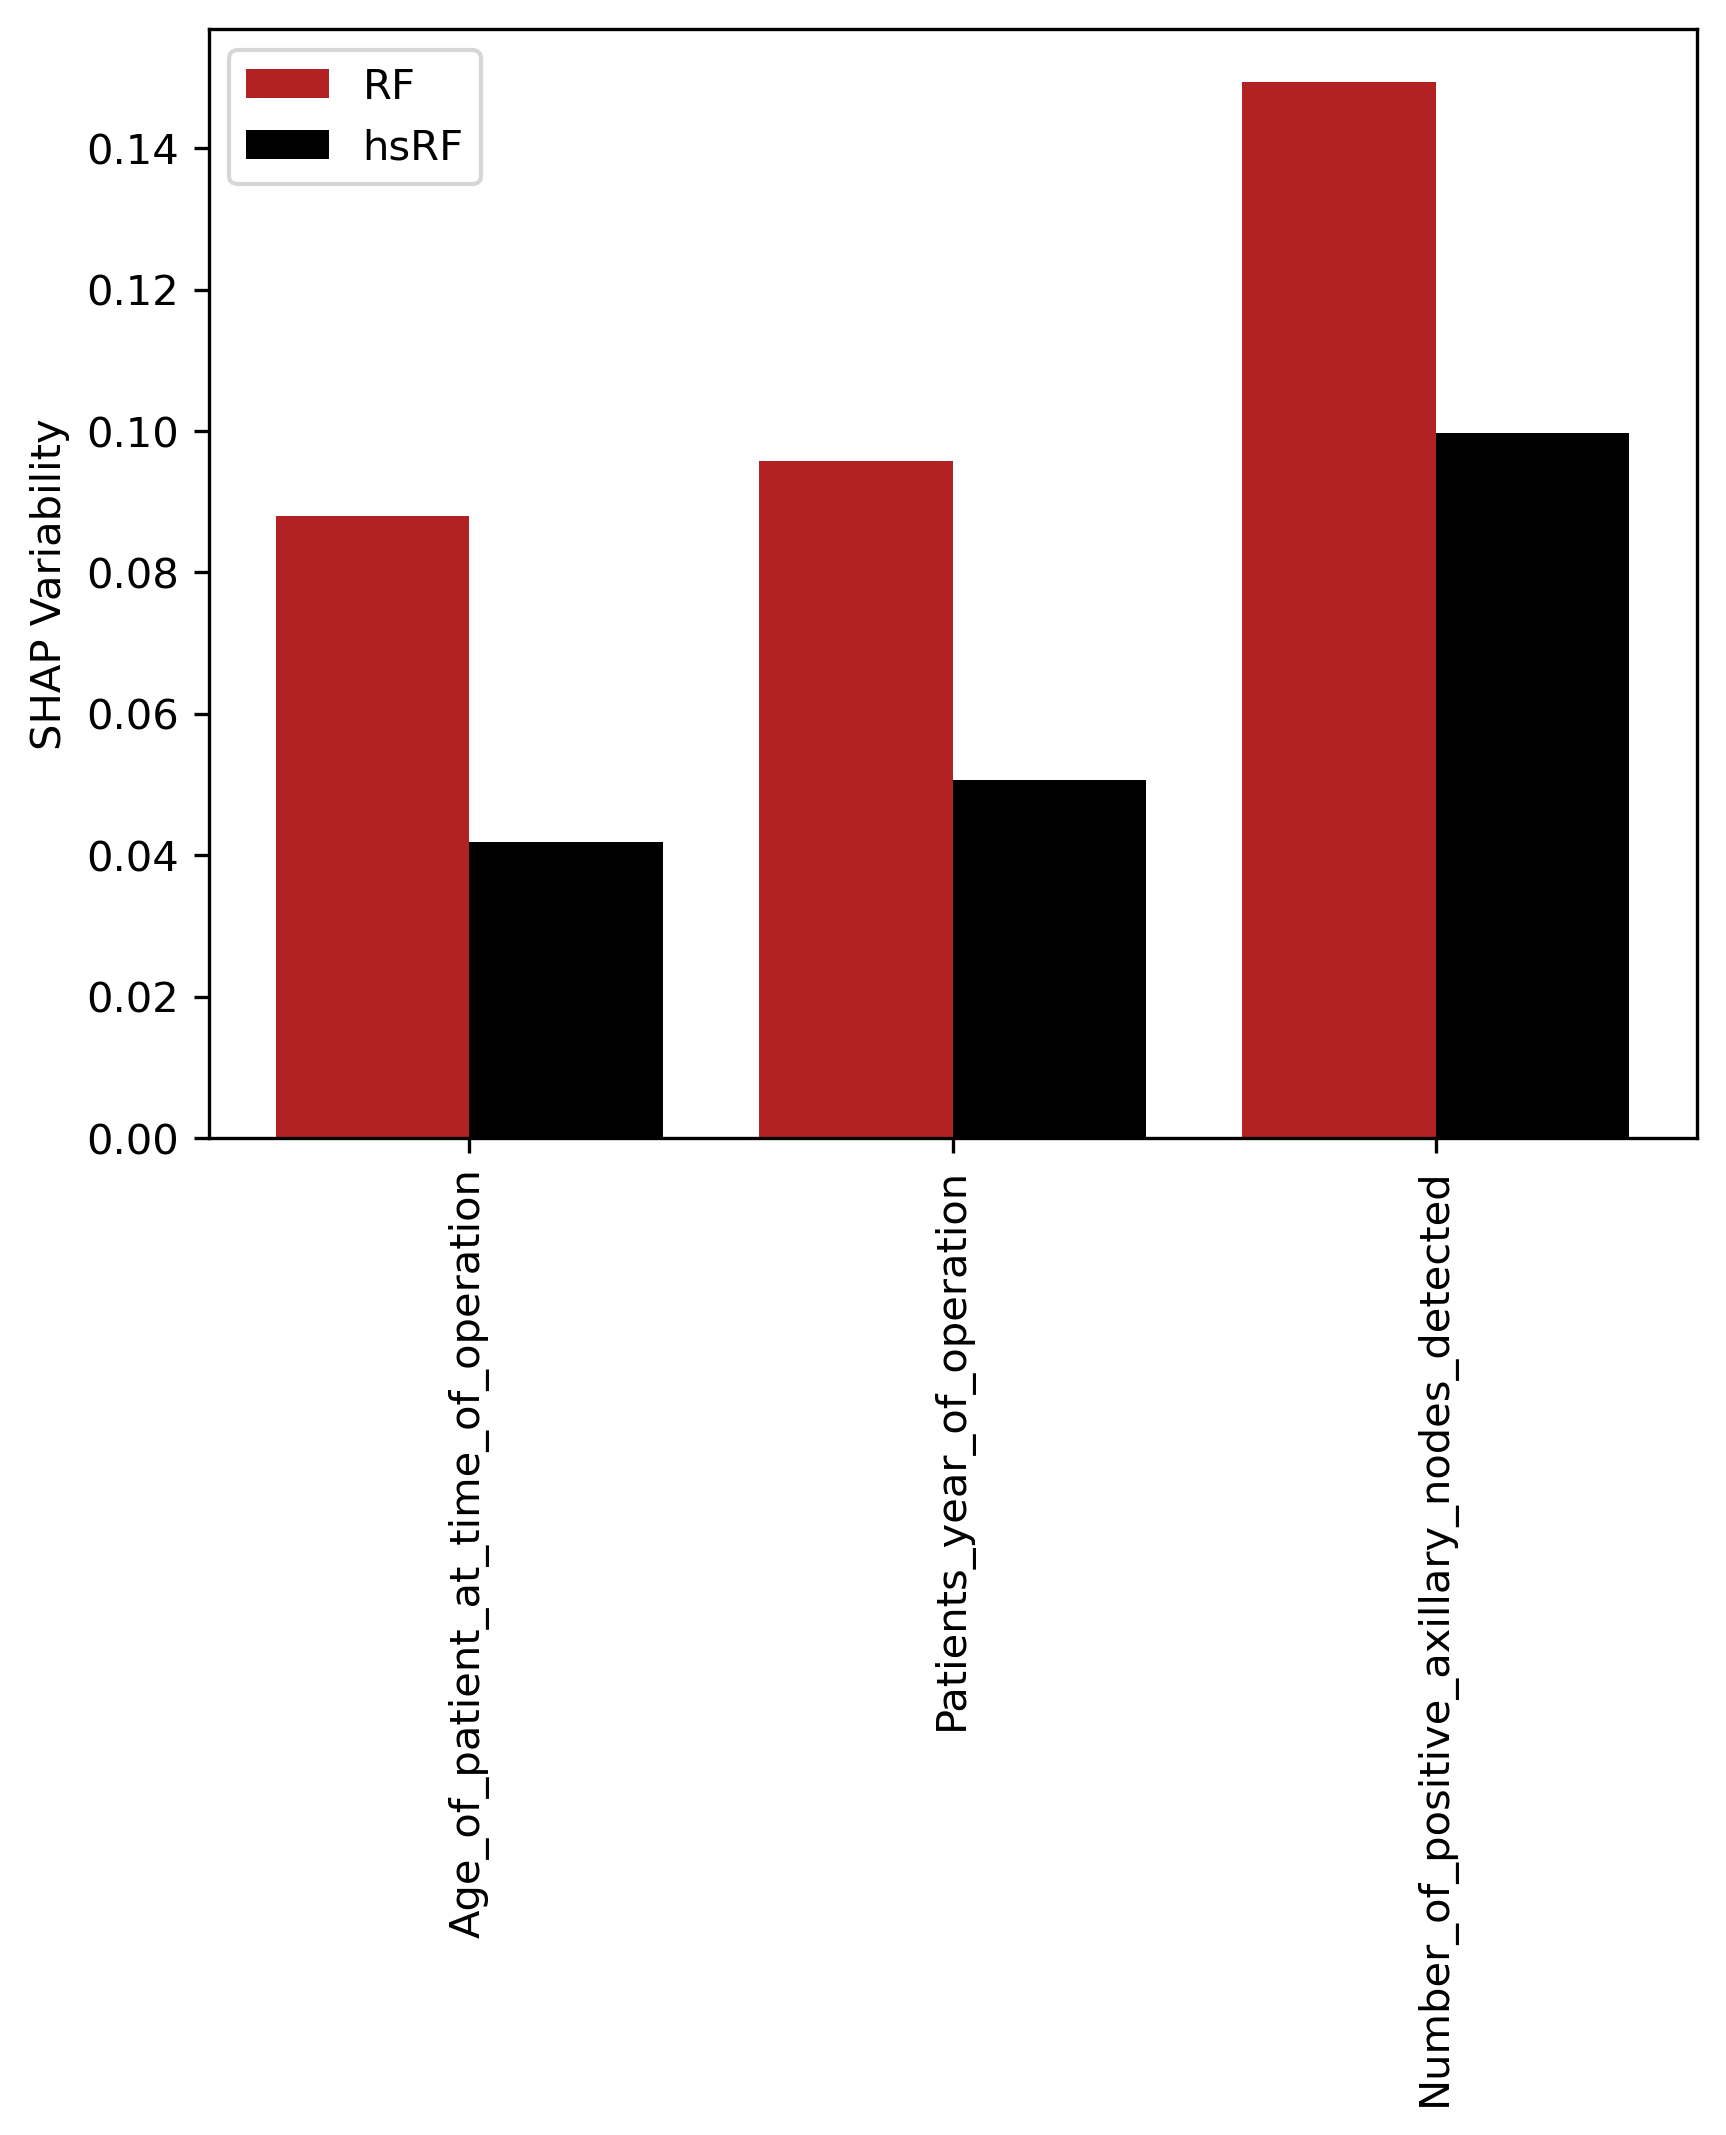 RF
hsRF
0.14
0.12
0.10
0.08
0.06
0.04
0.02
0.00
SHAP Variability
Age_of_patient_at_time_of_operation
Patients_year_of_operation
Number_of_positive_axillary_nodes_detected